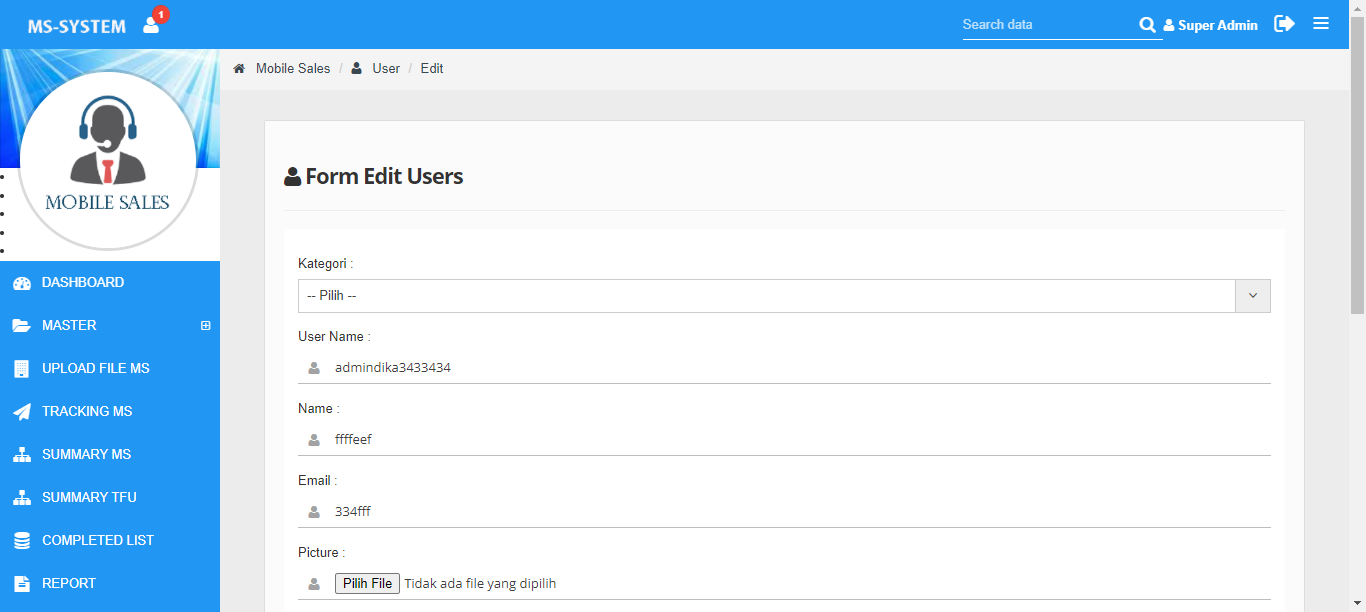 MS-SYSTEM 1 Search data Super Admin
Mobile Sales / User / Edit
MOBILE SALES
DASHBOARD
MASTER
UPLOAD FILE MS
TRACKING MS
SUMMARY MS
SUMMARY TFU
COMPLETED LIST
REPORT
Form Edit Users
Kategori :
-- Pilih --
User Name :
admindika3433434
Name :
ffffeef
Email :
334fff
Picture :
Pilih File Tidak ada file yang dipilih